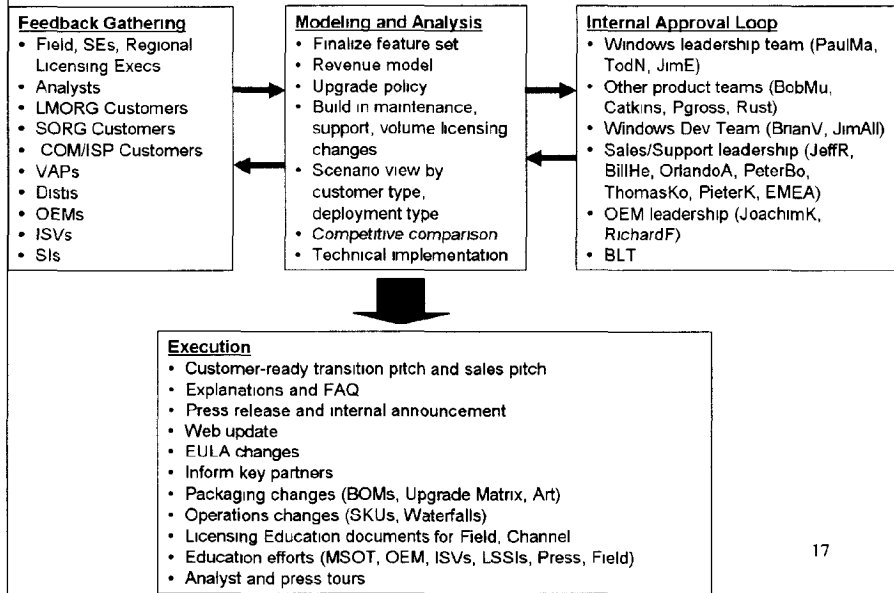 Feedback Gathering
• Field, SEs, Regional
Licensing Execs
• Analysts
• LMORG Customers
• SORG Customers
• COM/ISP Customers
• VAPs
• Distis
• OEMs
• ISVs
• SIs
Modeling and Analysis
• Finalize feature set
• Revenue model
• Upgrade policy
• Build in maintenance,
support, volume licensing
changes
• Scenario view by
customer type,
deployment type
• Competitive comparison
• Technical implementation
Internal Approval Loop
• Windows leadership team (PaulMa,
TodN, JimE)
• Other product teams (BobMu,
Catkins, Pgross, Rust)
• Windows Dev Team (BrianV, JimAll)
• Sales/Support leadership (JeffR,
BillHe, OrlandoA, PeterBo,
ThomasKo, PieterK, EMEA)
• OEM leadership (JoachimK,
RichardF)
• BLT
Execution
• Customer-ready transition pitch and sales pitch
• Explanations and FAQ
• Press release and internal announcement
• Web update
• EULA changes
• Inform key partners
• Packaging changes (BOMs, Upgrade Matrix, Art)
• Operations changes (SKUs, Waterfalls)
• Licensing Education documents for Field, Channel
• Education efforts (MSOT, OEM, ISVs, LSSIs, Press, Field)
• Analyst and press tours
17